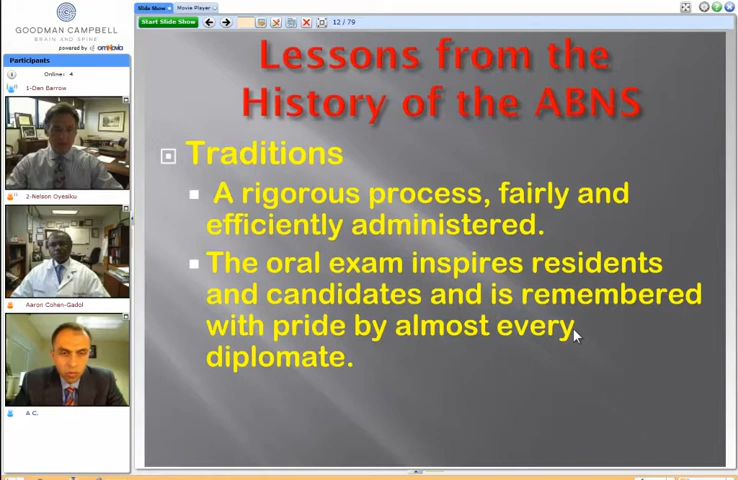 GOODMAN CAMPBELL
BRAIN AND SPINE
powered by omnovia
Participants
Online: 4
1-Dan Barrow
2-Nelson Oyesiku
Aaron Cohen-Gadol
A C.
Slide Show
Movie Player
Start Slide Show
12 / 79
Lessons from the
History of the ABNS
Traditions
A rigorous process, fairly and
efficiently administered.
The oral exam inspires residents
and candidates and is remembered
with pride by almost every
diplomate.